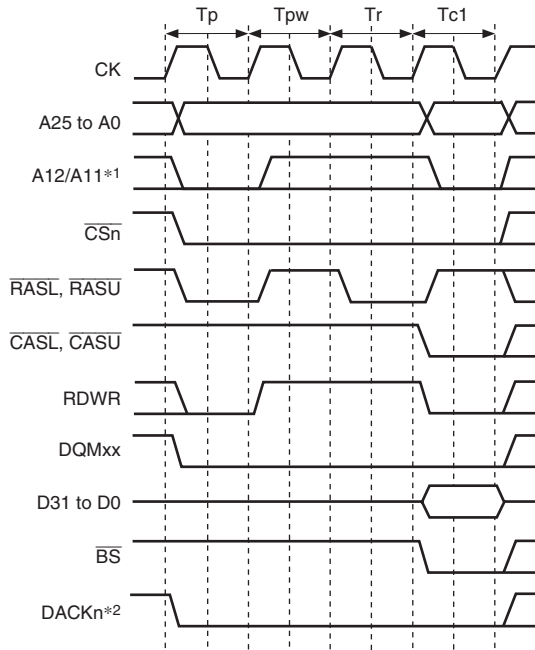 Tp Tpw Tr Tc1
CK
A25 to A0
A12/A11*1
CSn
RASL, RASU
CASL, CASU
RDWR
DQMxx
D31 to D0
BS
DACKn*2